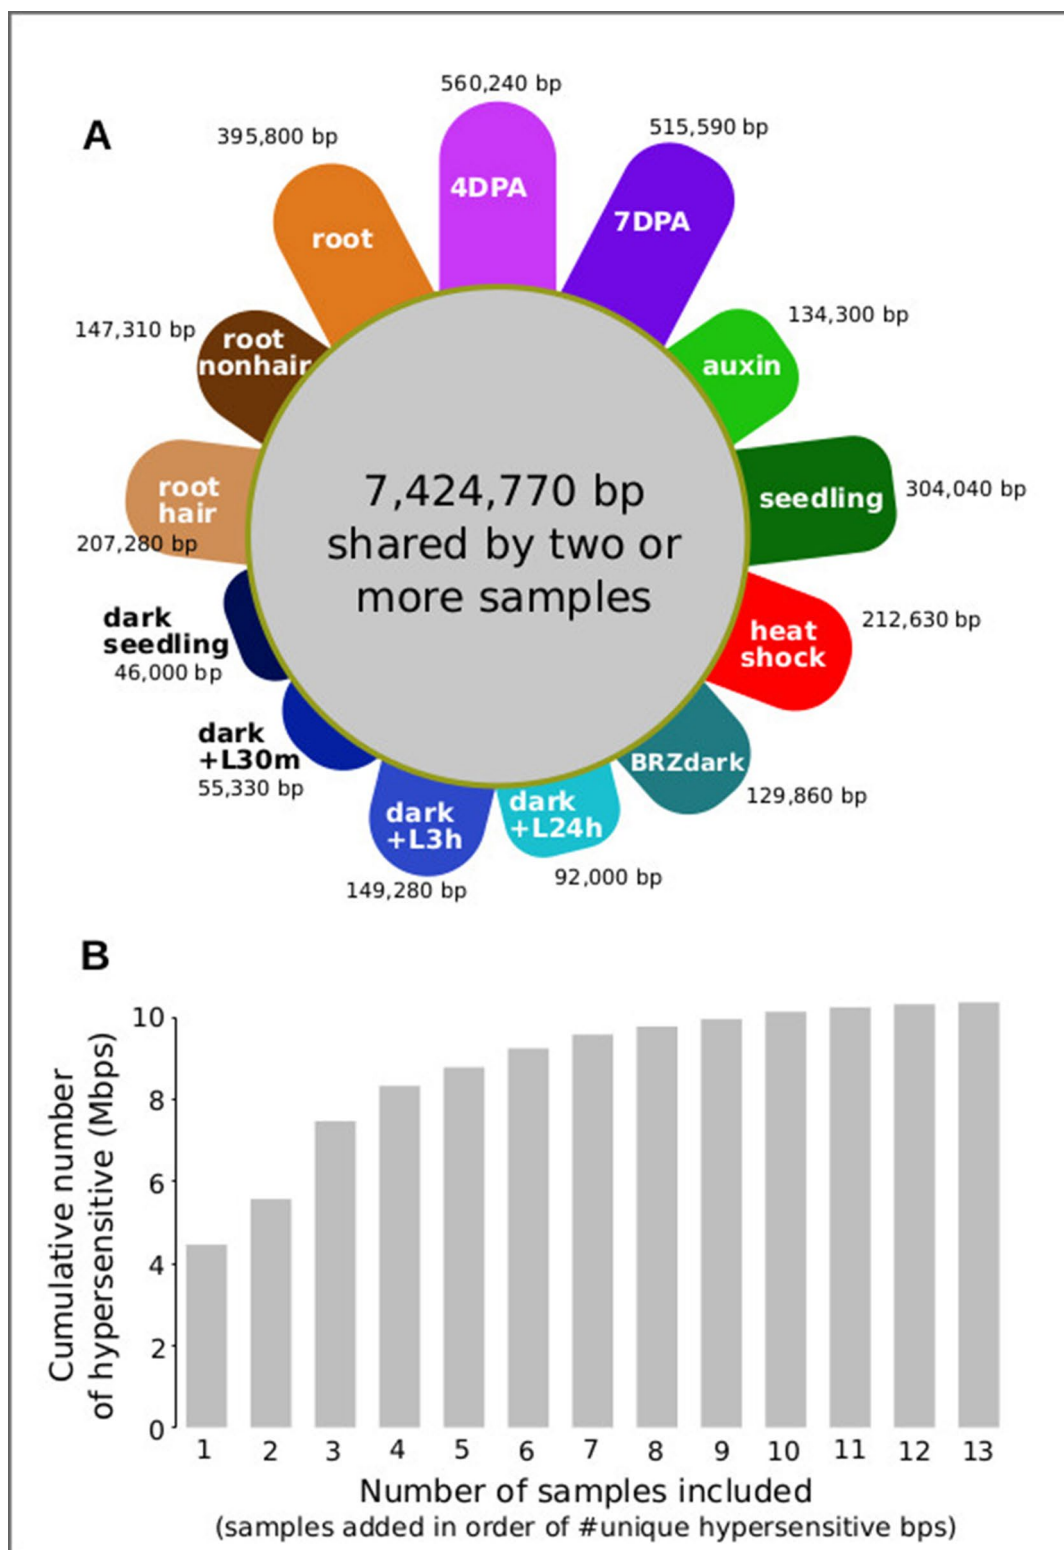 A
560,240 bp
395,800 bp
515,590 bp
4DPA
7DPA
root
147,310 bp
134,300 bp
root
nonhair
auxin
root
hair
207,280 bp
7,424,770 bp
shared by two or
more samples
seedling
304,040 bp
dark
seedling
46,000 bp
heat
shock
212,630 bp
dark
+L30m
55,330 bp
BRZdark
129,860 bp
dark
+L3h
149,280 bp
dark
+L24h
92,000 bp
B
Cumulative number
of hypersensitive (Mbps)
10
8
6
4
2
0
1 2 3 4 5 6 7 8 9 10 11 12 13
Number of samples included
(samples added in order of #unique hypersensitive bps)